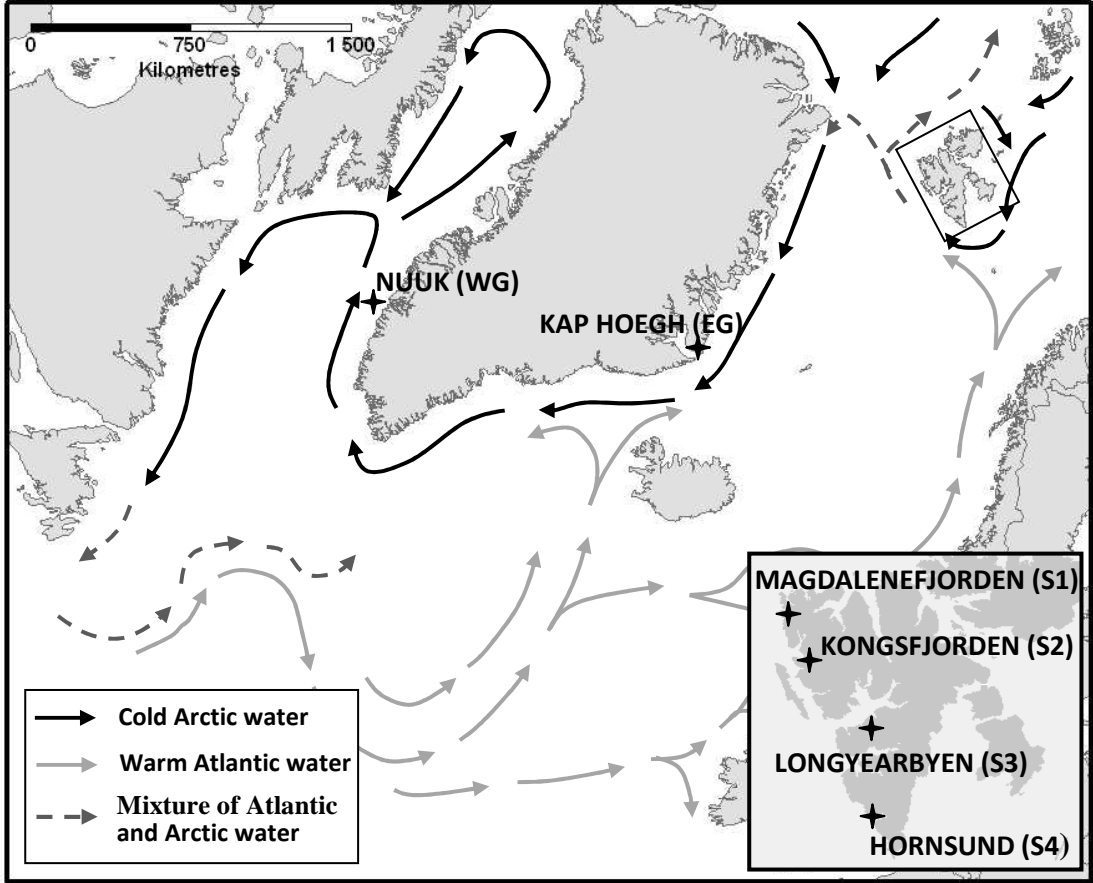 0 750 1 500
Kilometres
NUUK (WG)
KAP HOEGH (EG)
MAGDALENEFJORDEN (S1)
KONGSFJORDEN (S2)
LONGYEARBYEN (S3)
HORNSUND (S4)
Cold Arctic water
Warm Atlantic water
Mixture of Atlantic
and Arctic water